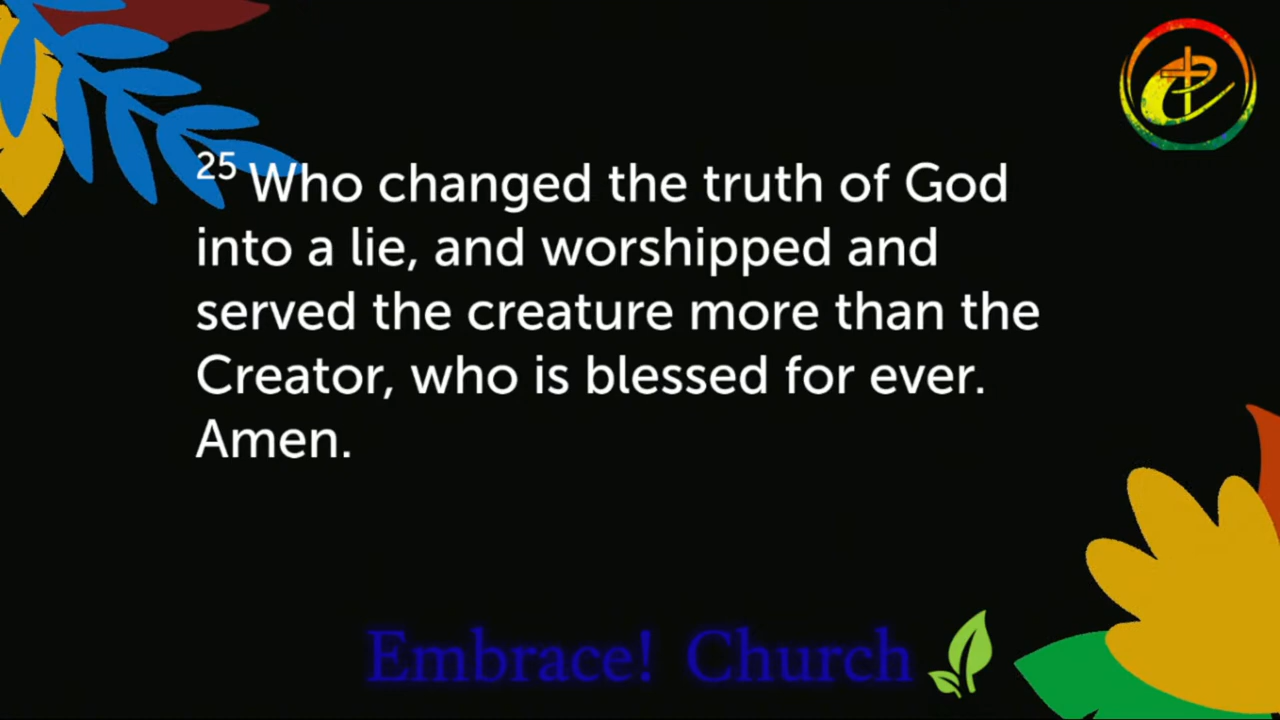 25 Who changed the truth of God
into a lie, and worshipped and
served the creature more than the
Creator, who is blessed for ever.
Amen.
Embrace! Church